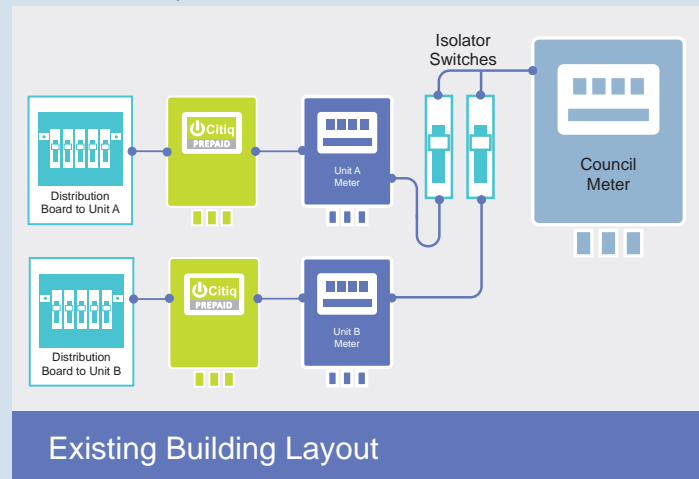 Isolator
Switches
Citiq
PREPAID
Unit A
Meter
Council
Meter
Distribution
Board to Unit A
Citiq
PREPAID
Unit B
Meter
Distribution
Board to Unit B
Existing Building Layout